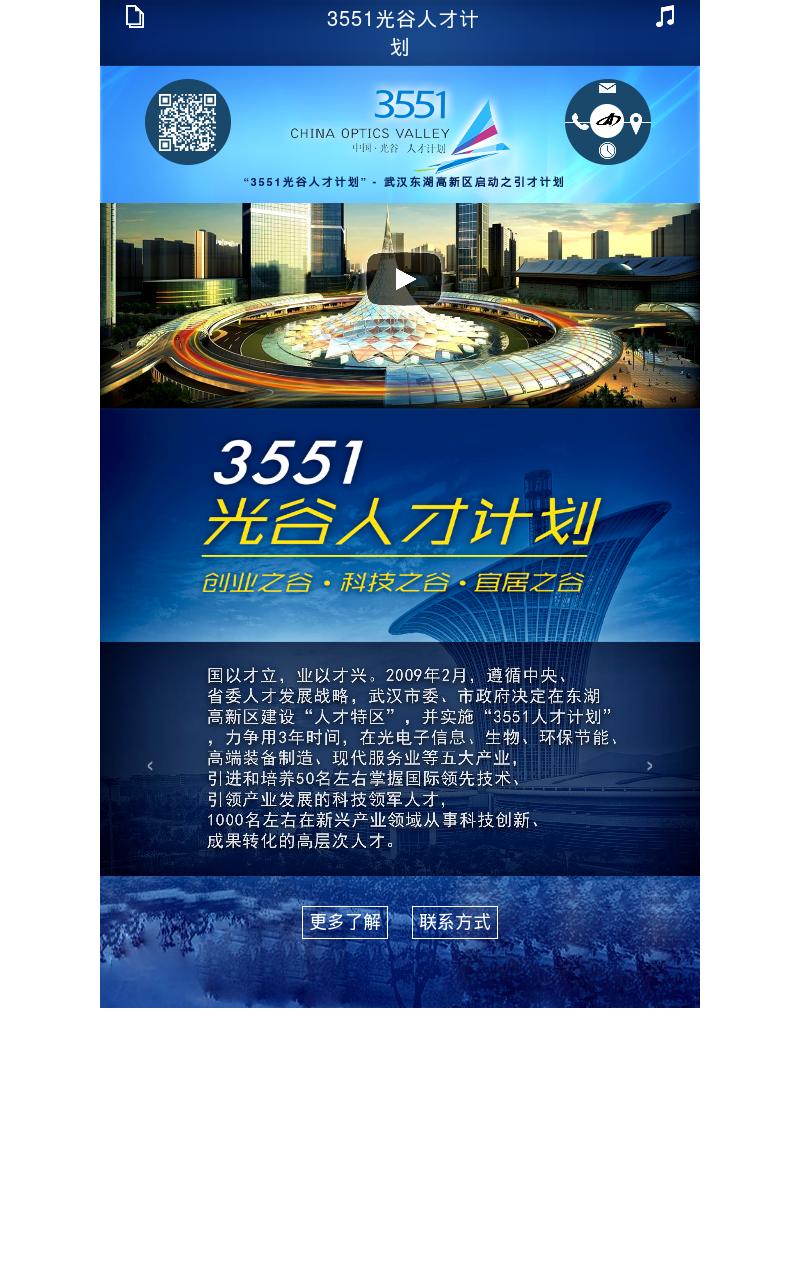 3551光谷人才计
划
3551
CHINA OPTICS VALLEY
中国·光谷 人才计划
“3551光谷人才计划” - 武汉东湖高新区启动之引才计划
3551
光谷人才计划
创业之谷·科技之谷·宜居之谷
国以才立，业以才兴。2009年2月，遵循中央、
省委人才发展战略，武汉市委、市政府决定在东湖
高新区建设“人才特区”，并实施“3551人才计划”
，力争用3年时间，在光电子信息、生物、环保节能、
高端装备制造、现代服务业等五大产业，
引进和培养50名左右掌握国际领先技术、
引领产业发展的科技领军人才，
1000名左右在新兴产业领域从事科技创新、
成果转化的高层次人才。
更多了解
联系方式